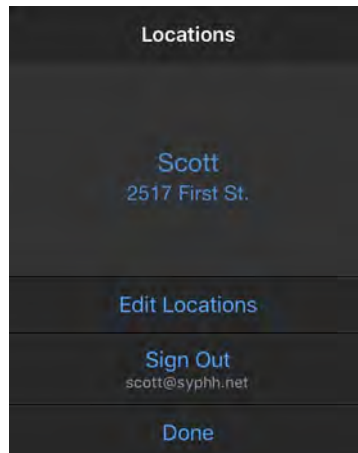 Locations
Scott
2517 First St.
Edit Locations
Sign Out
scott@syphh.net
Done